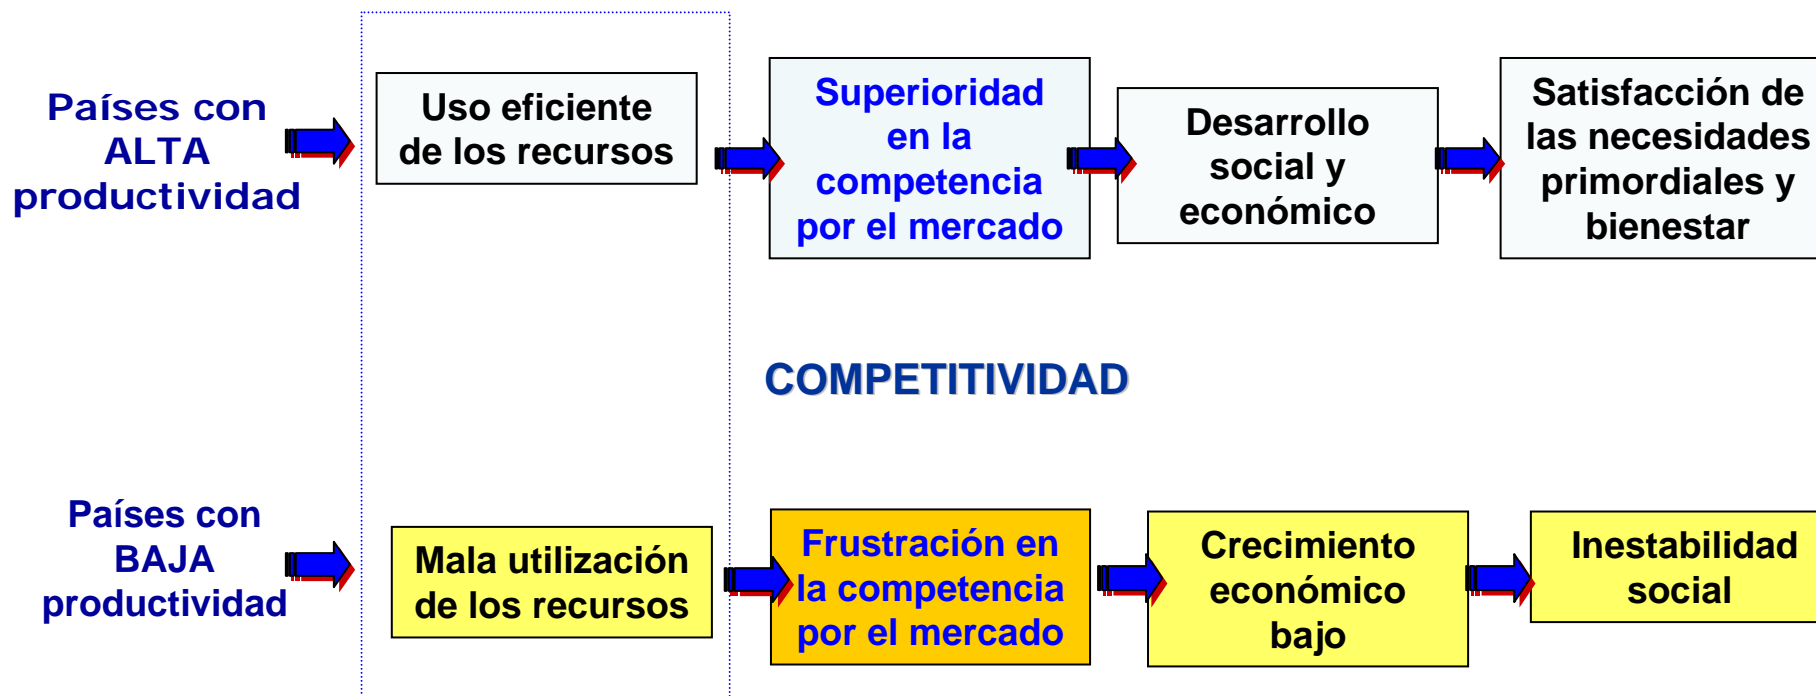 Países con
ALTA
productividad
Uso eficiente
de los recursos
Superioridad
en la
competencia
por el mercado
Desarrollo
social y
económico
Satisfacción de
las necesidades
primordiales y
bienestar
COMPETITIVIDAD
Países con
BAJA
productividad
Mala utilización
de los recursos
Frustración en
la competencia
por el mercado
Crecimiento
económico
bajo
Inestabilidad
social